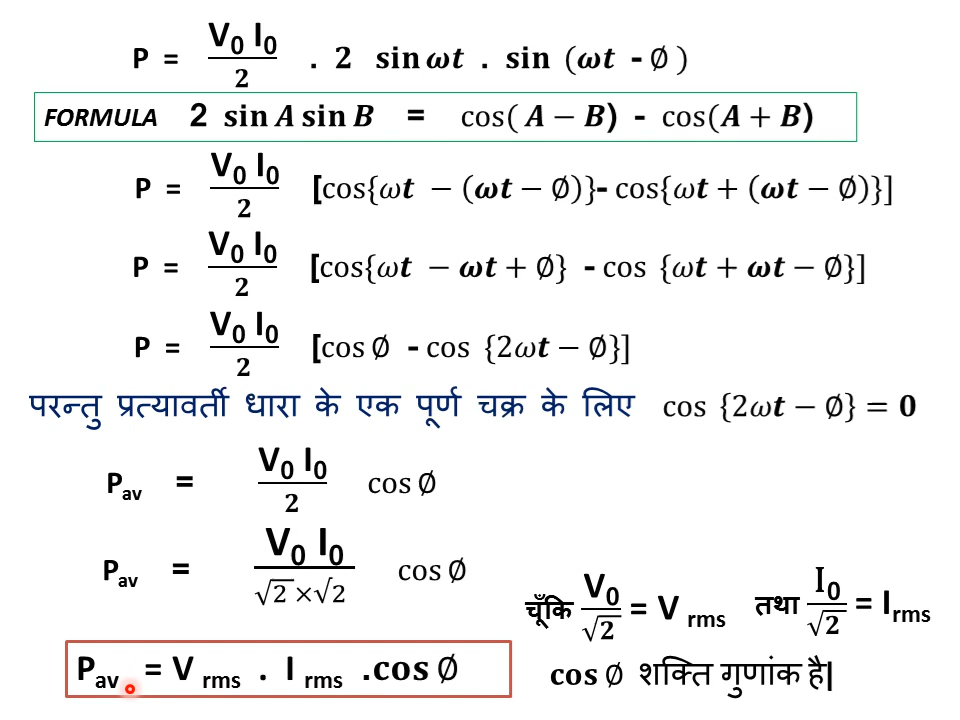 P = V₀ I₀ / 2 . 2 sin ωt . sin (ωt - ∅ )
FORMULA 2 sin A sin B = cos( A − B) - cos(A + B)
P = V₀ I₀ / 2 [cos{ωt − (ωt − ∅)}- cos{ωt + (ωt − ∅)}]
P = V₀ I₀ / 2 [cos{ωt − ωt + ∅} - cos {ωt + ωt − ∅}]
P = V₀ I₀ / 2 [cos ∅ - cos {2ωt − ∅}]
परन्तु प्रत्यावर्ती धारा के एक पूर्ण चक्र के लिए cos {2ωt − ∅} = 0
Pav = V₀ I₀ / 2 cos ∅
Pav = V₀ I₀ / √2 ×√2 cos ∅
चूँकि V₀ / √2 = V rms तथा I₀ / √2 = Irms
Pav = V rms . I rms .cos ∅
cos ∅ शक्ति गुणांक है|